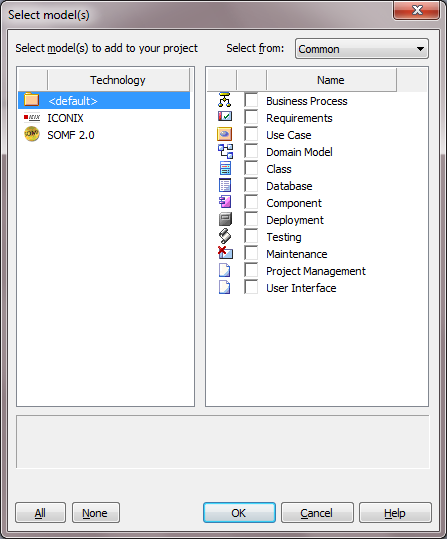 Select model(s)
Select model(s) to add to your project
Select from:
Common
Technology
<default>
ICONIX
SOMF 2.0
Name
Business Process
Requirements
Use Case
Domain Model
Class
Database
Component
Deployment
Testing
Maintenance
Project Management
User Interface
All
None
OK
Cancel
Help